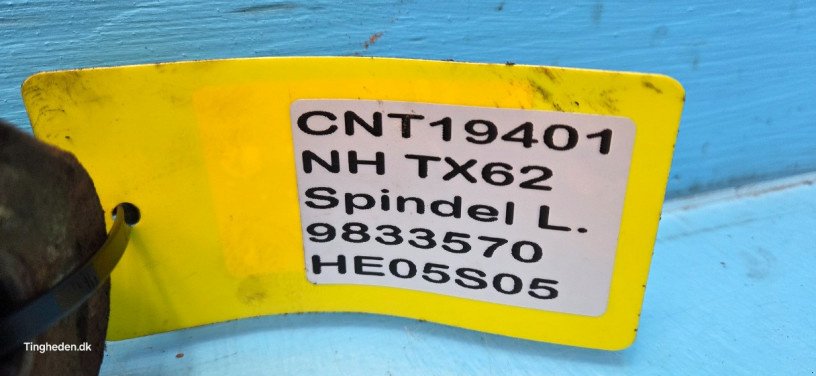 CNT19401
NH TX62
Spindel L.
9833570
HE05S05
Tingheden.dk